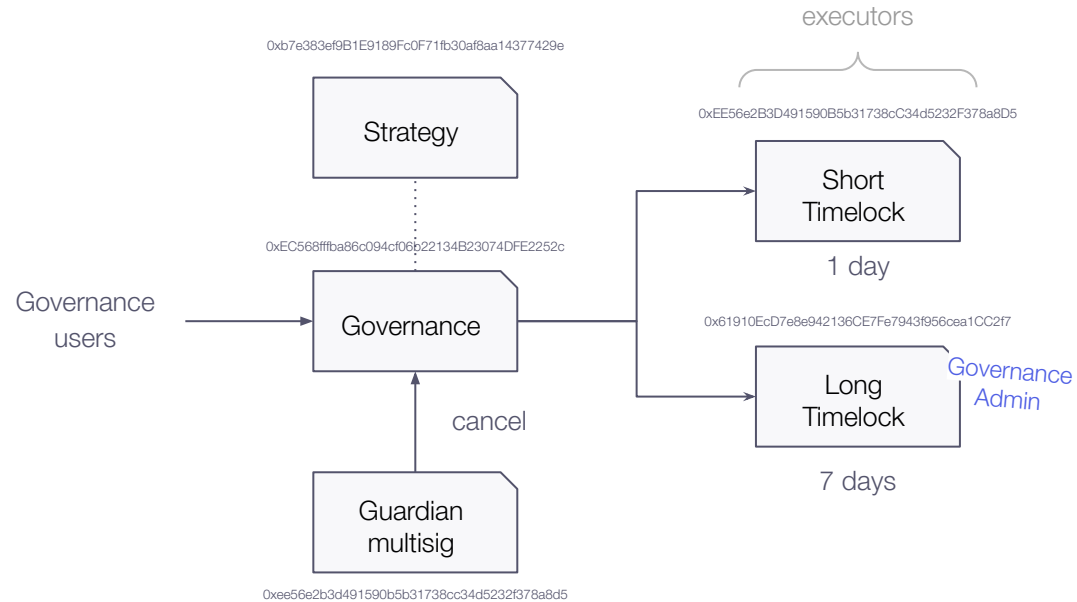 executors
0xb7e383ef9B1E9189Fc0F71fb30af8aa14377429e
Strategy
0xEE56e2B3D491590B5b31738cC34d5232F378a8D5
Short
Timelock
1 day
0xEC568fffba86c094cf06b22134B23074DFE2252c
Governance
users
Governance
cancel
0x61910EcD7e8e942136CE7Fe7943f956cea1CC2f7
Long
Timelock
Governance
Admin
7 days
Guardian
multisig
0xee56e2b3d491590b5b31738cc34d5232f378a8d5